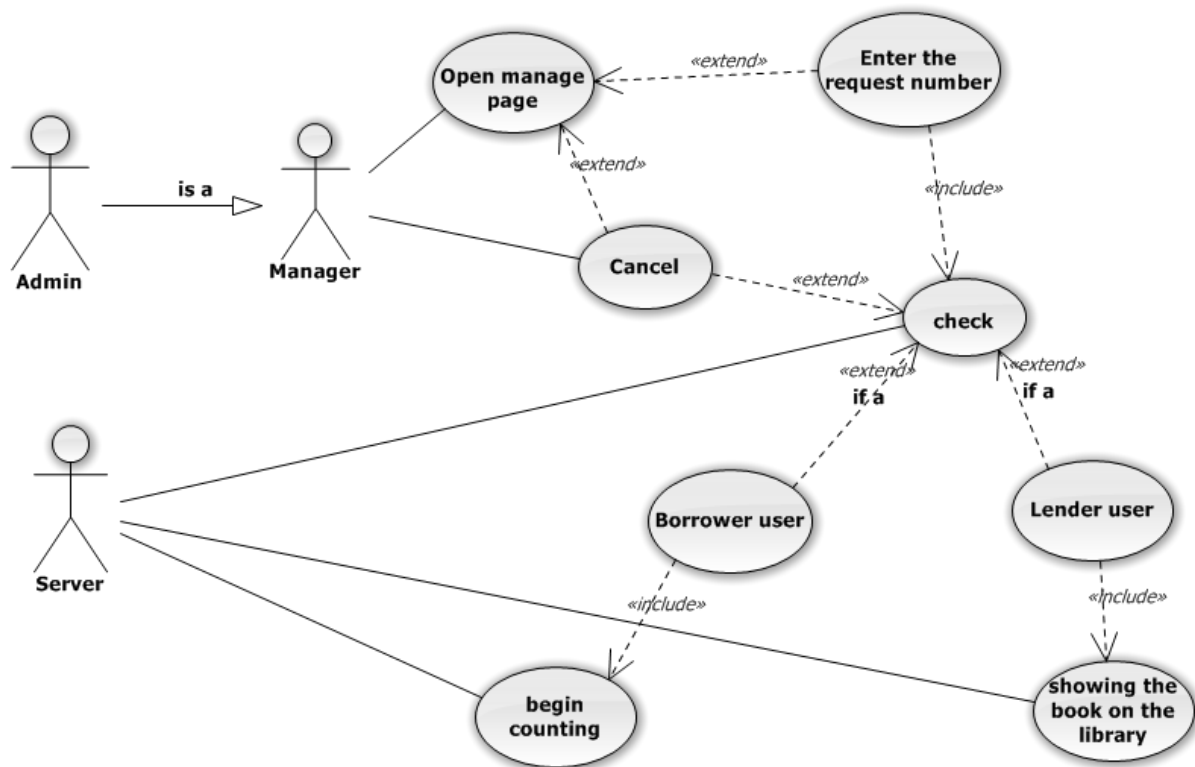 «extend»
Enter the
request number
Open manage
page
«extend»
is a
«include»
Admin
Manager
Cancel
«extend»
check
«extend»
if a
«extend»
if a
Borrower user
Lender user
Server
«include»
«include»
begin
counting
showing the
book on the
library